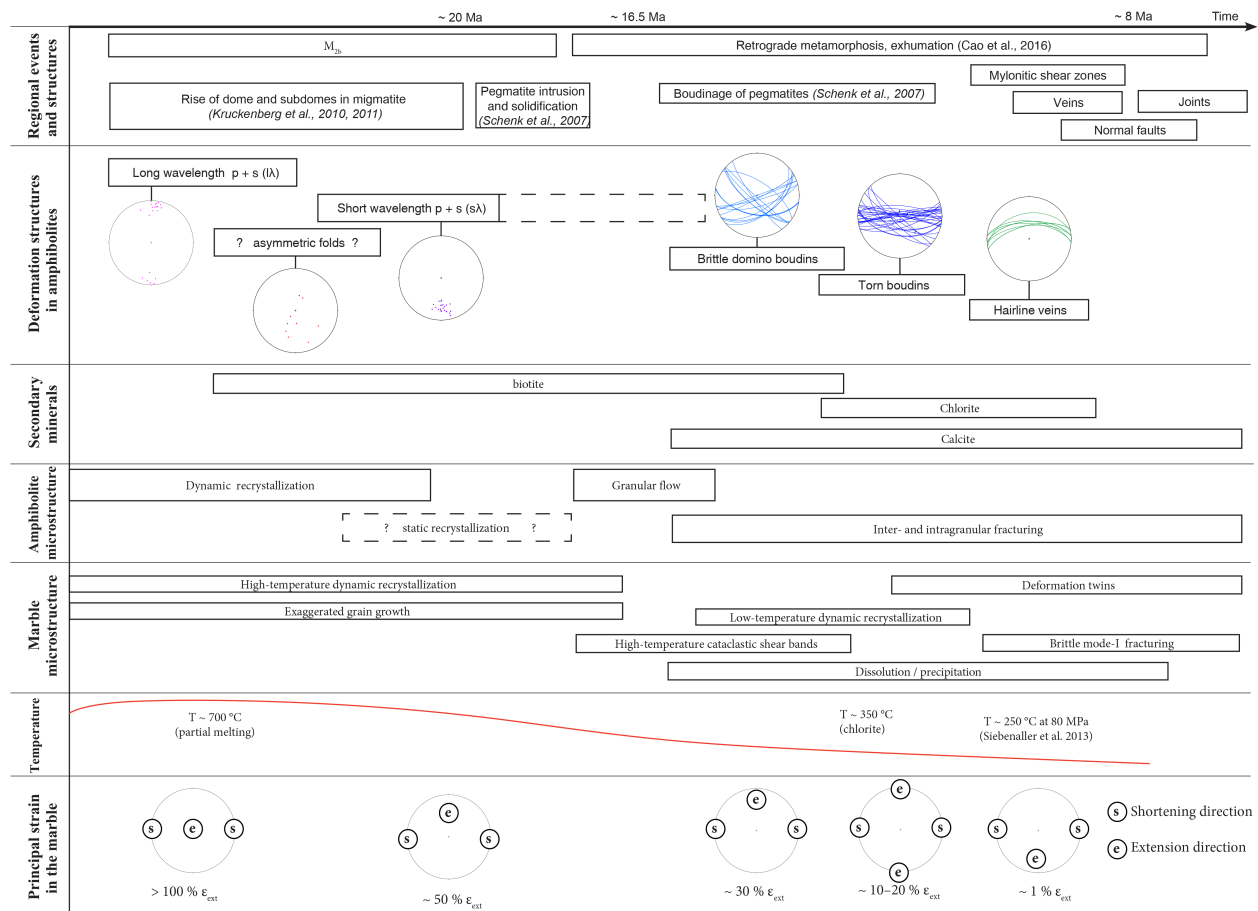 ~ 20 Ma
~ 16.5 Ma
~ 8 Ma
Time
Regional events
and structures
M2b
Retrograde metamorphosis, exhumation (Cao et al., 2016)
Rise of dome and subdomes in migmatite
(Kruckenberg et al., 2010, 2011)
Pegmatite intrusion
and solidification
(Schenk et al., 2007)
Boudinage of pegmatites (Schenk et al., 2007)
Mylonitic shear zones
Veins
Joints
Normal faults
Deformation structures
in amphibolites
Long wavelength p + s (lλ)
? asymmetric folds ?
Short wavelength p + s (sλ)
Brittle domino boudins
Torn boudins
Hairline veins
Secondary
minerals
biotite
Chlorite
Calcite
Amphibolite
microstructure
Dynamic recrystallization
Granular flow
? static recrystallization ?
Inter- and intragranular fracturing
Marble
microstructure
High-temperature dynamic recrystallization
Deformation twins
Exaggerated grain growth
Low-temperature dynamic recrystallization
High-temperature cataclastic shear bands
Brittle mode-I fracturing
Dissolution / precipitation
Temperature
T ~ 700 °C
(partial melting)
T ~ 350 °C
(chlorite)
T ~ 250 °C at 80 MPa
(Siebenaller et al. 2013)
Principal strain
in the marble
s e s
> 100 % εext
e
s s
~ 50 % εext
e
s s
~ 30 % εext
e
s s
e
~ 10–20 % εext
s s
e
~ 1 % εext
s Shortening direction
e Extension direction